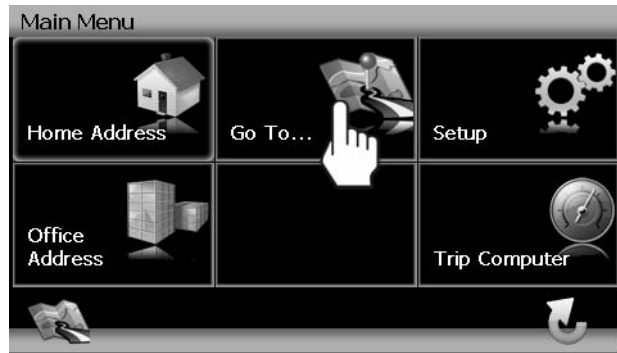 Main Menu
Home Address
Go To...
Setup
Office
Address
Trip Computer